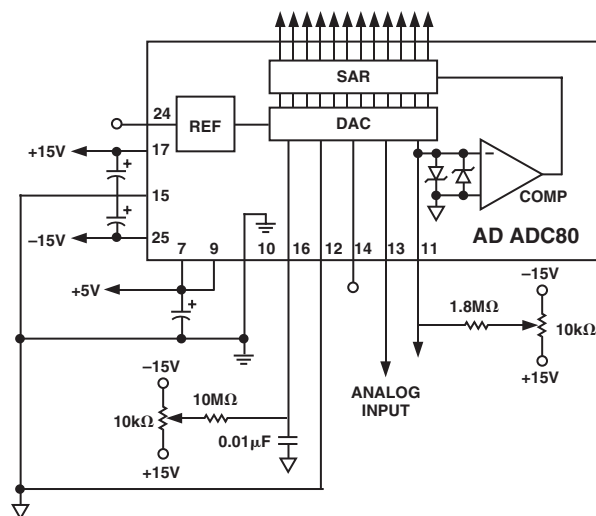 SAR
24
REF
DAC
+15V
17
15
COMP
–15V
25
AD ADC80
7 9 10 16 12 14 13 11
+5V
–15V
1.8MΩ
10kΩ
+15V
–15V
10MΩ
10kΩ
ANALOG
INPUT
0.01μF
+15V
+
+
+
−